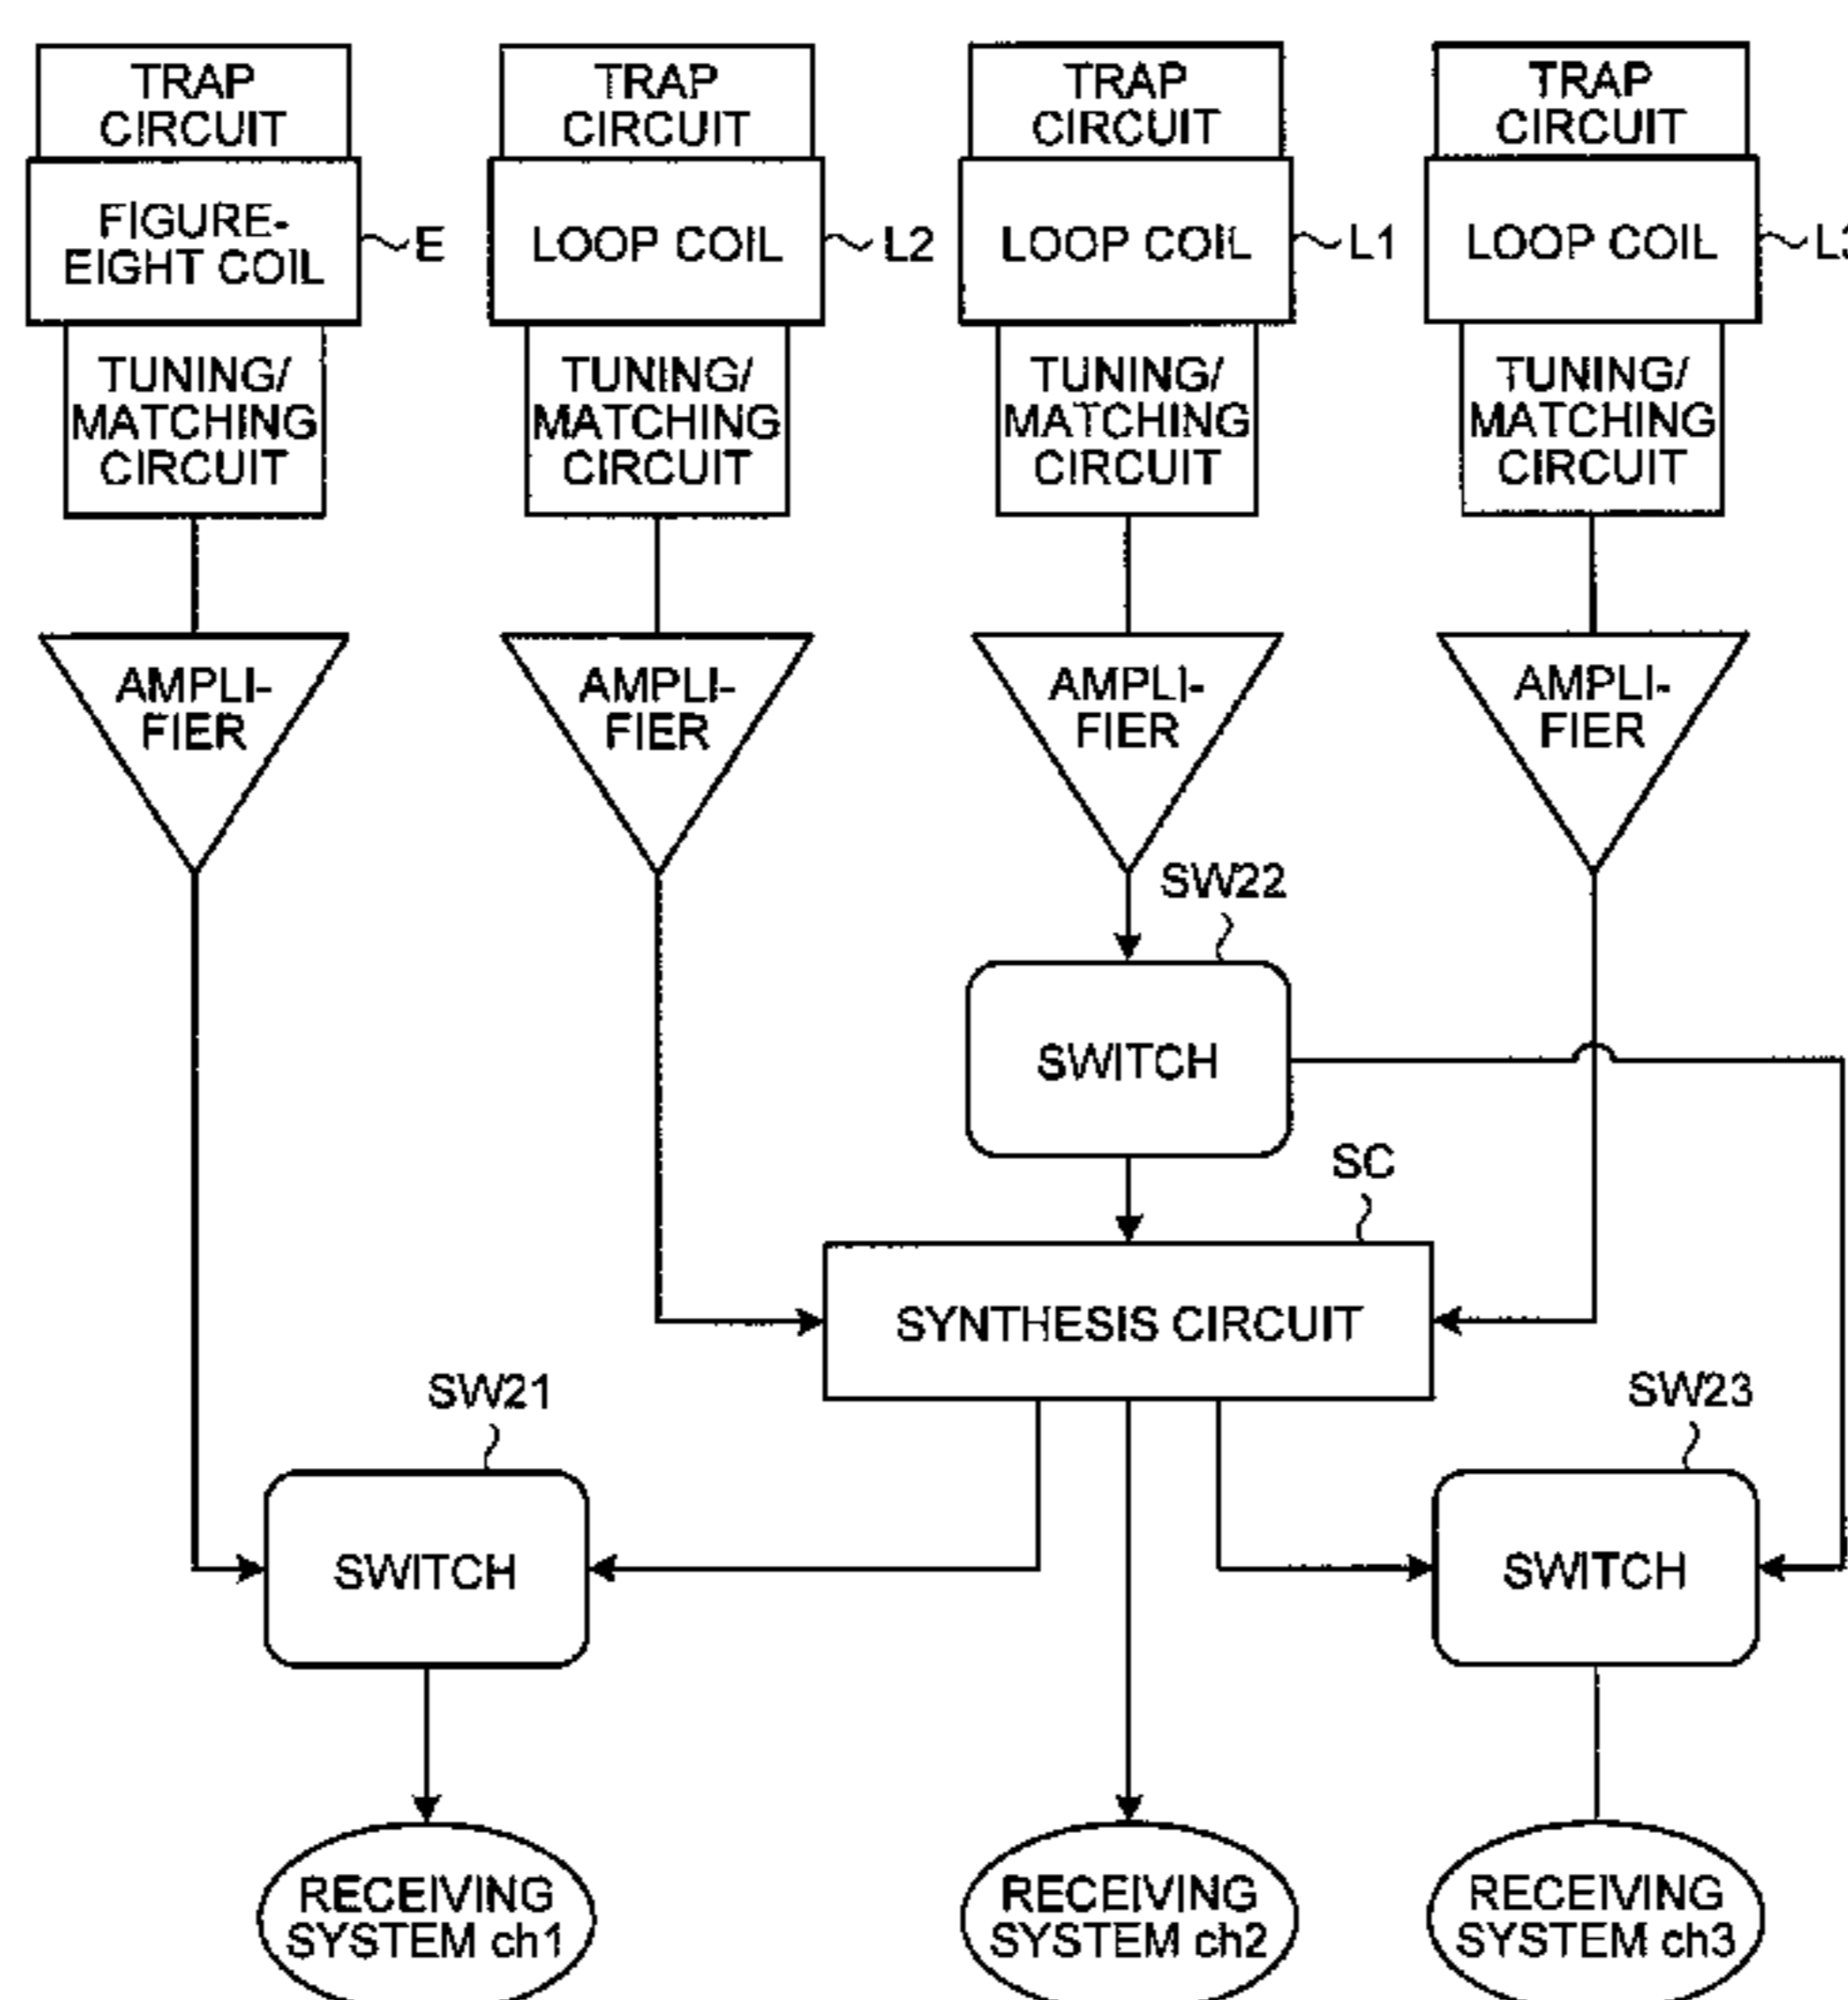 TRAP
CIRCUIT
TRAP
CIRCUIT
TRAP
CIRCUIT
TRAP
CIRCUIT
FIGURE-
EIGHT COIL
E
LOOP COIL
L2
LOOP COIL
L1
LOOP COIL
L3
TUNING/
MATCHING
CIRCUIT
TUNING/
MATCHING
CIRCUIT
TUNING/
MATCHING
CIRCUIT
TUNING/
MATCHING
CIRCUIT
AMPLI-
FIER
AMPLI-
FIER
AMPLI-
FIER
AMPLI-
FIER
SW22
SWITCH
SC
SYNTHESIS CIRCUIT
SW21
SWITCH
SW23
SWITCH
RECEIVING
SYSTEM ch1
RECEIVING
SYSTEM ch2
RECEIVING
SYSTEM ch3